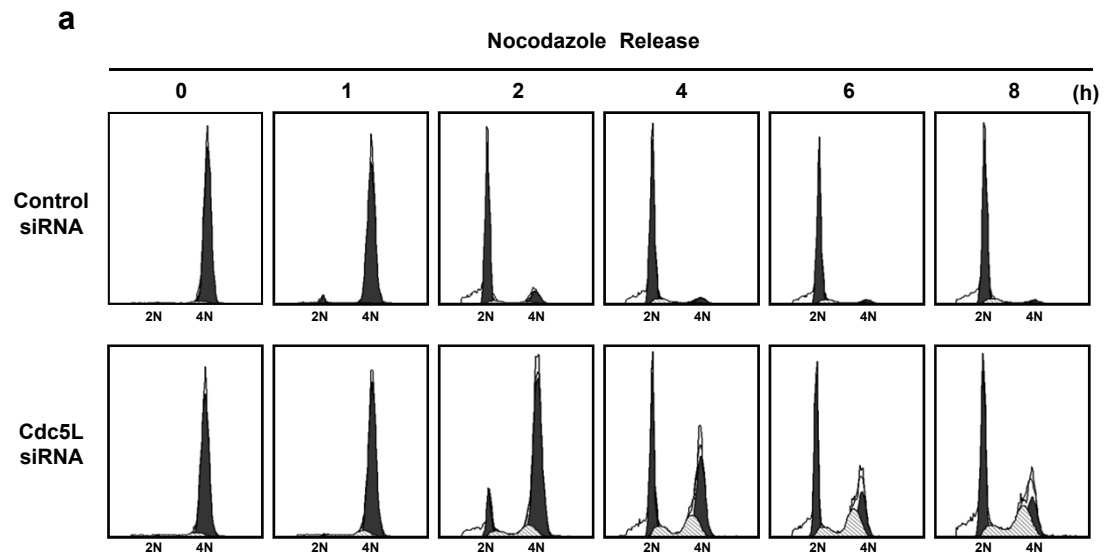 a
Nocodazole Release
0 1 2 4 6 8 (h)
Control
siRNA
2N 4N 2N 4N 2N 4N 2N 4N 2N 4N 2N 4N
Cdc5L
siRNA
2N 4N 2N 4N 2N 4N 2N 4N 2N 4N 2N 4N